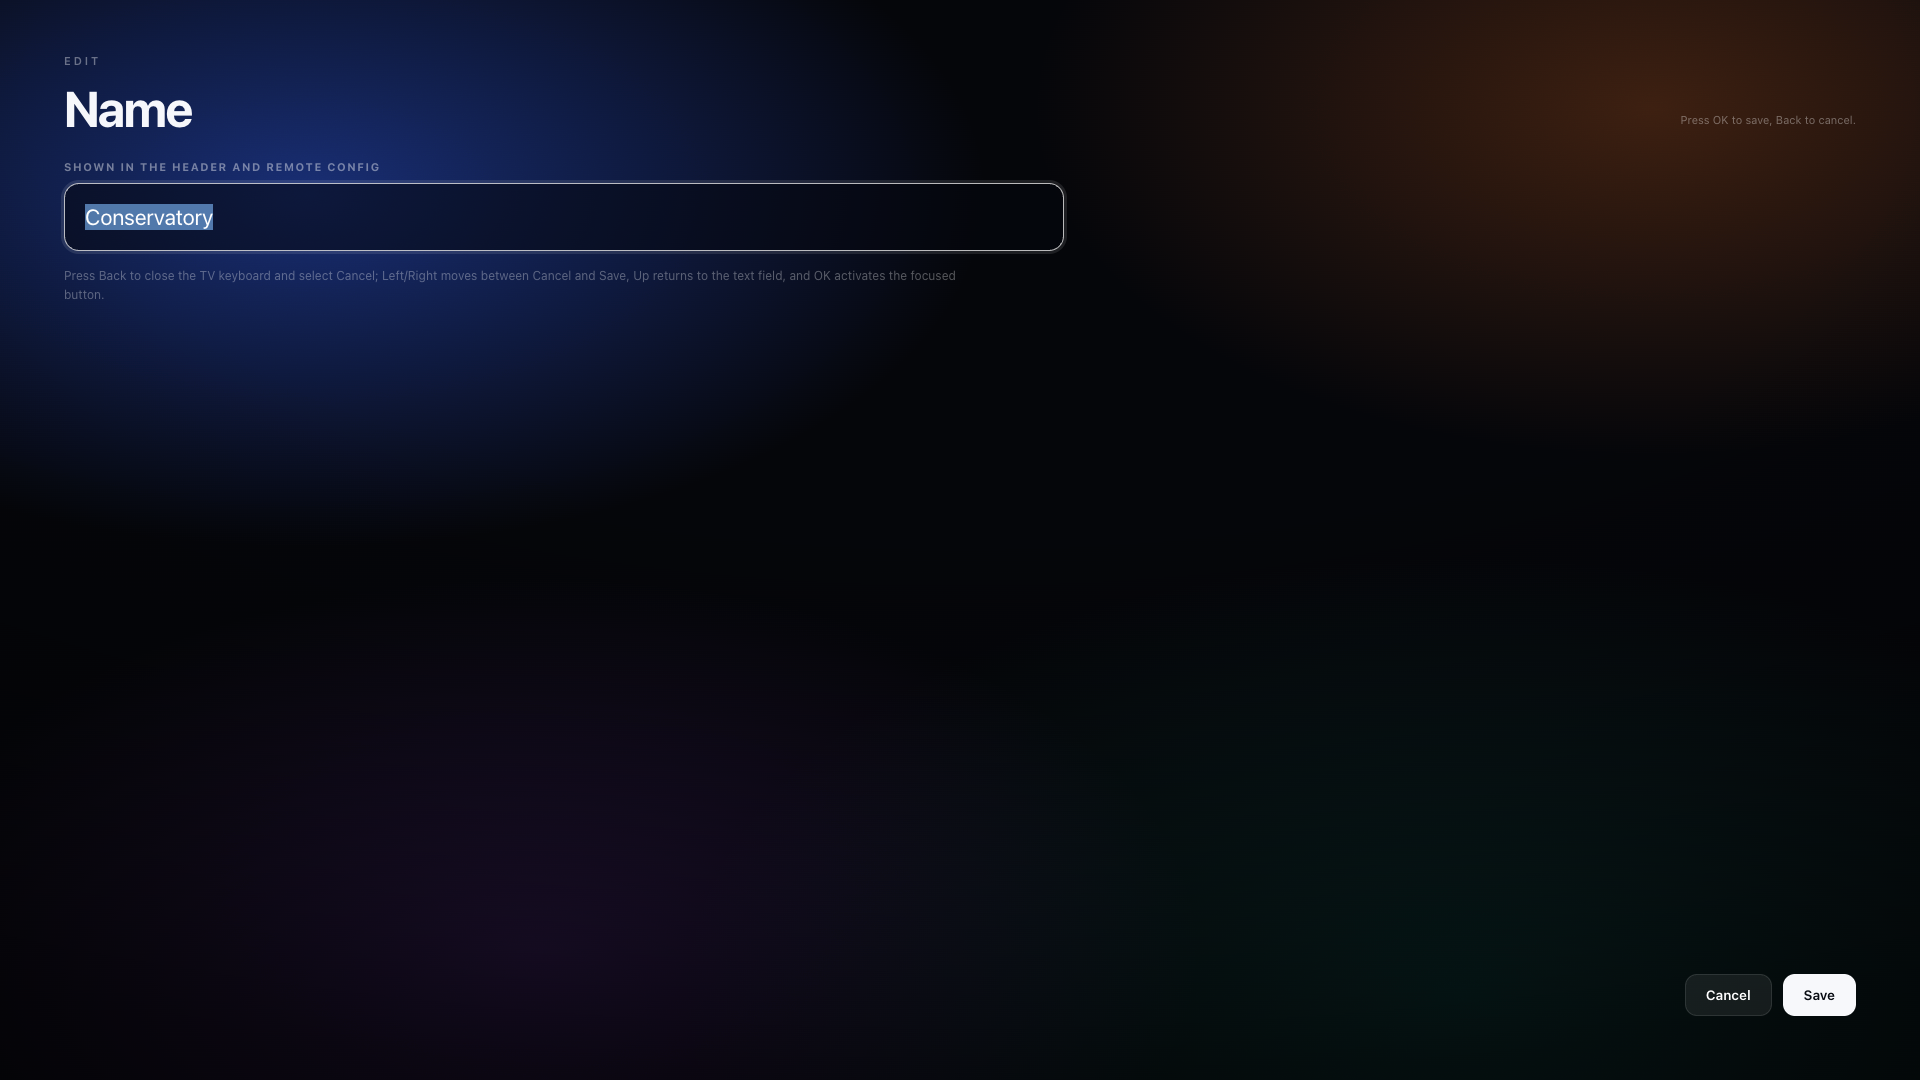 EDIT
Name
Press OK to save, Back to cancel.
SHOWN IN THE HEADER AND REMOTE CONFIG
Conservatory
Press Back to close the TV keyboard and select Cancel; Left/Right moves between Cancel and Save, Up returns to the text field, and OK activates the focused
button.
Cancel
Save